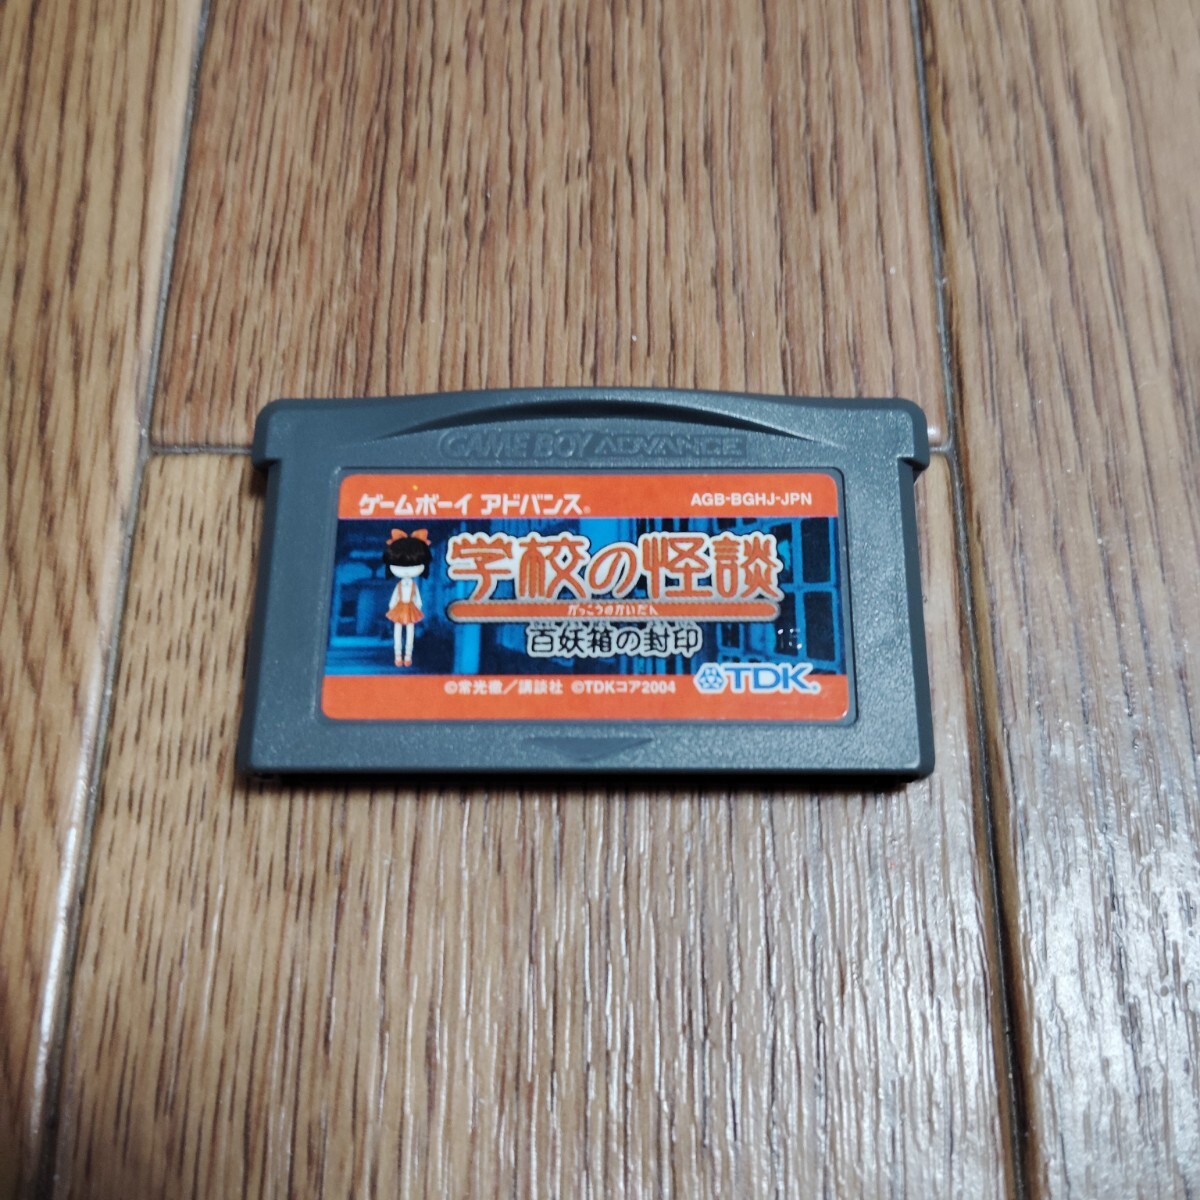 GAME BOY ADVANCE
ゲームボーイ アドバンス® AGB-BGHJ-JPN
学校の怪談
がっこうのかいだん
百妖箱の封印
15
©常光徹／講談社 ©TDKコア2004 TDK®